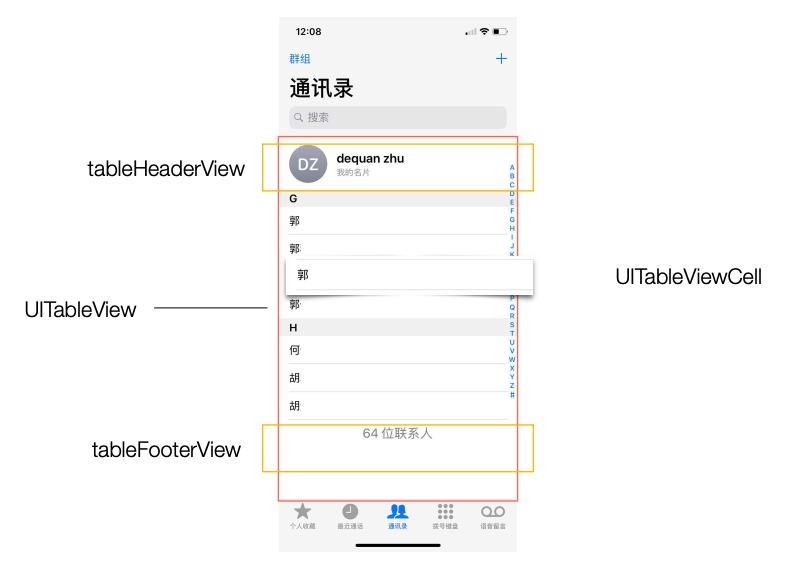 12:08
群组
+
通讯录
搜索
tableHeaderView
DZ
dequan zhu
我的名片
A
B
C
D
E
F
G
H
I
J
K
G
郭
郭
郭
UITableViewCell
UITableView
郭
P
Q
R
S
T
U
V
W
X
Y
Z
#
H
何
胡
胡
tableFooterView
64 位联系人
个人收藏
最近通话
通讯录
拨号键盘
语音留言